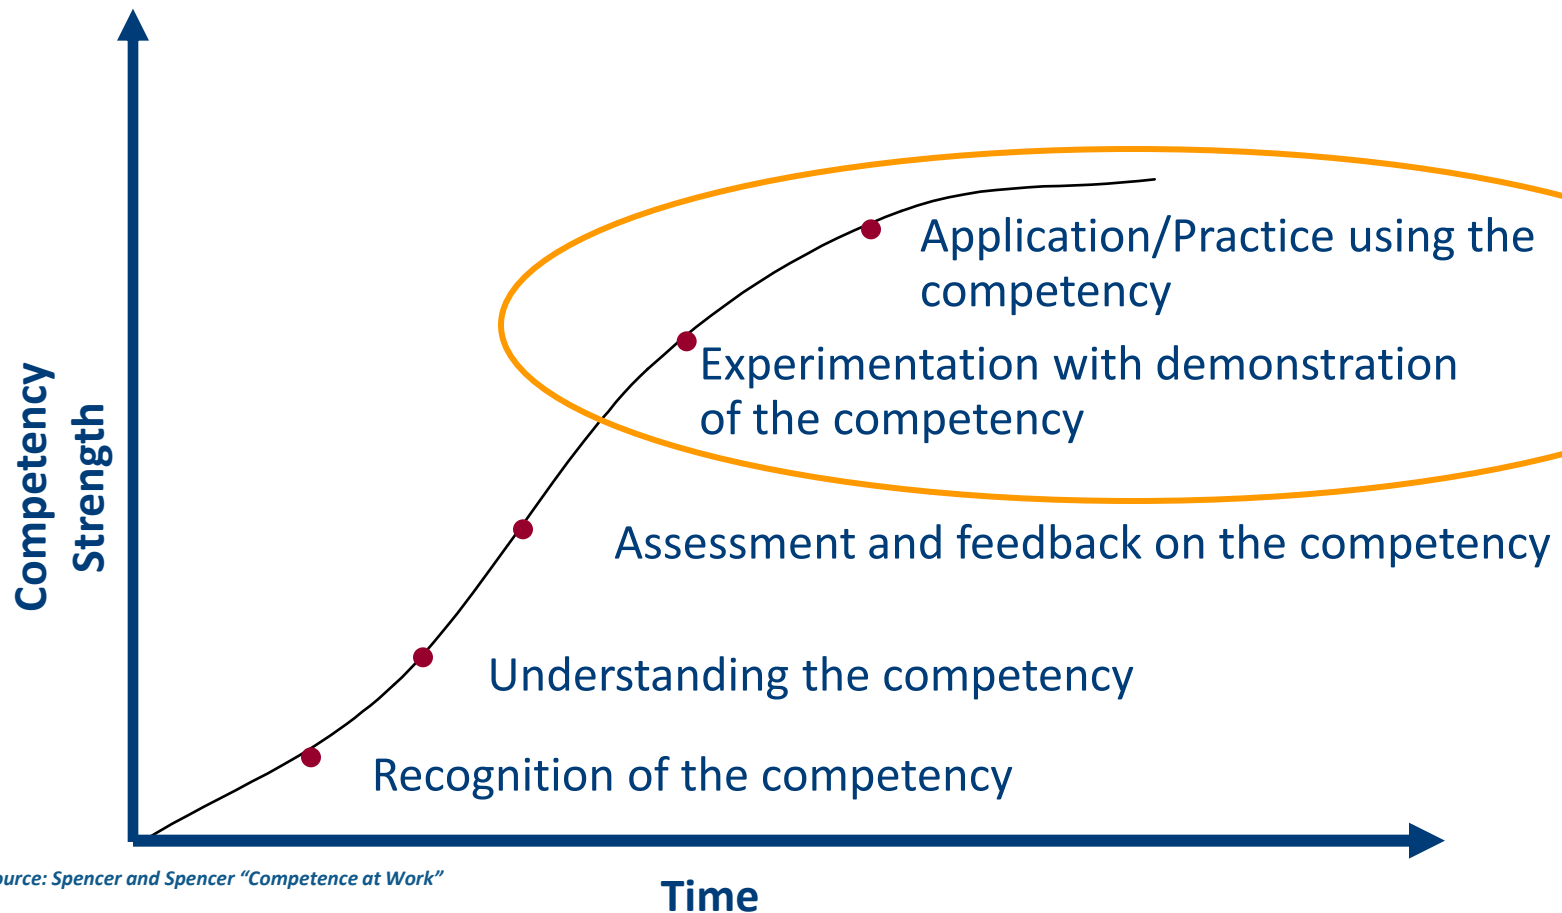 Application/Practice using the
competency
Experimentation with demonstration
of the competency
Assessment and feedback on the competency
Understanding the competency
Recognition of the competency
Competency
Strength
ource: Spencer and Spencer “Competence at Work”
Time